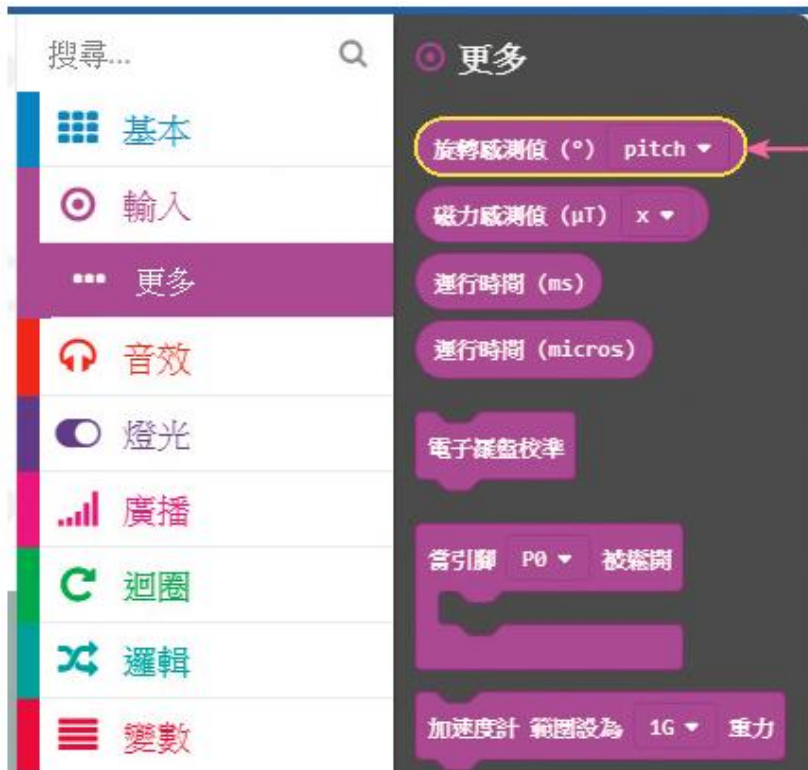 搜尋...
基本
輸入
更多
音效
燈光
廣播
迴圈
邏輯
變數
更多
旋轉感測值 (°) pitch
磁力感測值 (µT) x
運行時間 (ms)
運行時間 (micros)
電子羅盤校準
當引腳 P0 被鬆開
加速度計 範圍設為 1G 重力